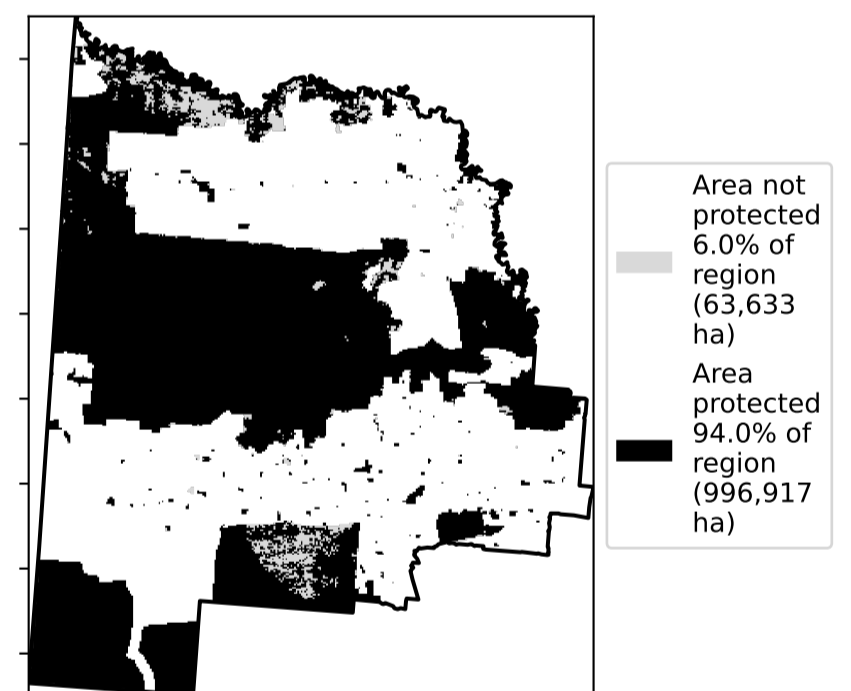 Area not
protected
6.0% of
region
(63,633
ha)
Area
protected
94.0% of
region
(996,917
ha)